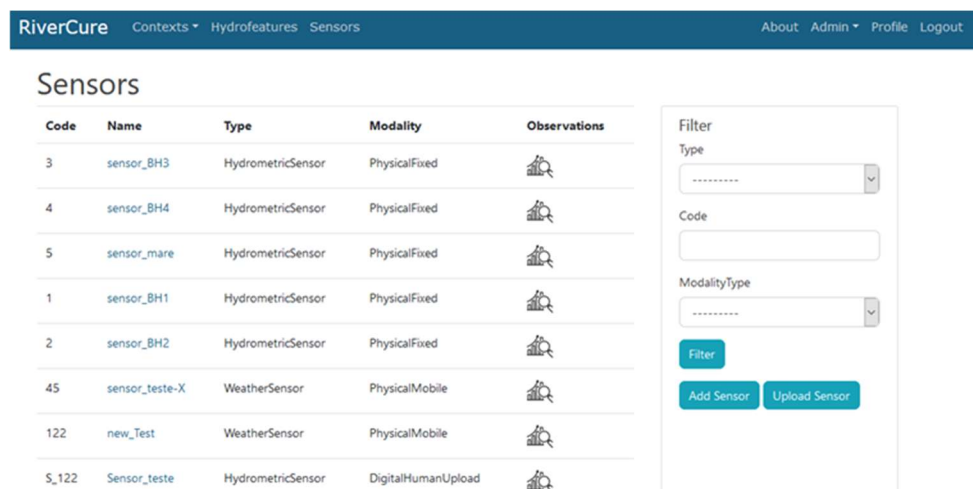 RiverCure Contexts Hydrofeatures Sensors About Admin Profile Logout
Sensors
Code Name Type Modality Observations
3 sensor_BH3 HydrometricSensor PhysicalFixed
4 sensor_BH4 HydrometricSensor PhysicalFixed
5 sensor_mare HydrometricSensor PhysicalFixed
1 sensor_BH1 HydrometricSensor PhysicalFixed
2 sensor_BH2 HydrometricSensor PhysicalFixed
45 sensor_teste-X WeatherSensor PhysicalMobile
122 new_Test WeatherSensor PhysicalMobile
S_122 Sensor_teste HydrometricSensor DigitalHumanUpload
Filter
Type
---------
Code
ModalityType
---------
Filter
Add Sensor Upload Sensor